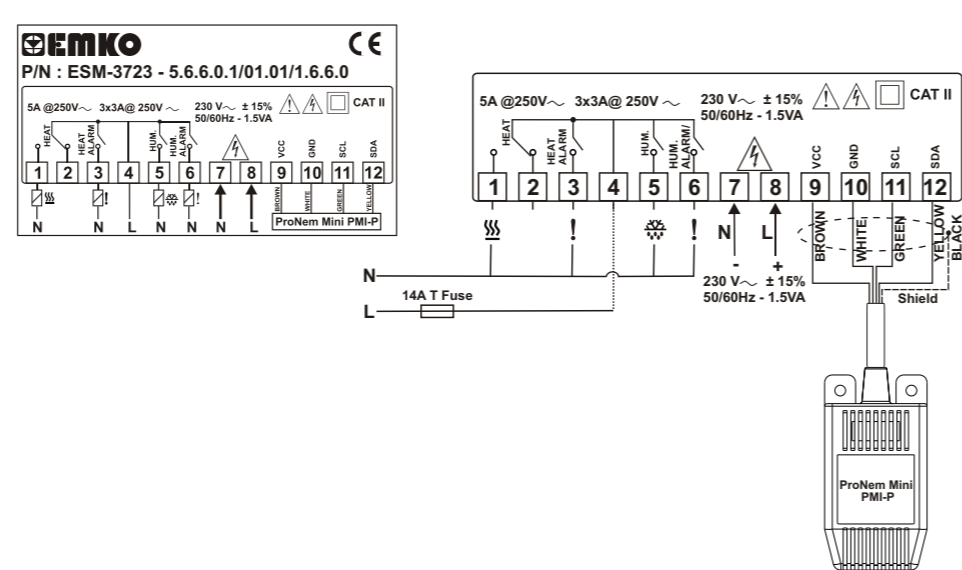 EMKO CE
P/N : ESM-3723 - 5.6.6.0.1/01.01/1.6.6.0
5A @250V~ 3x3A@ 250V ~ 230 V~ ± 15% CAT II
50/60Hz - 1.5VA
HEAT HEAT ALARM HUM. HUM. ALARM VCC GND SCL SDA
1 2 3 4 5 6 7 8 9 10 11 12
! !
BROWN WHITE GREEN YELLOW
N N L N N N L
ProNem Mini PMI-P
5A @250V~ 3x3A@ 250V ~ 230 V~ ± 15% CAT II
50/60Hz - 1.5VA
HEAT HEAT ALARM HUM. HUM. ALARM/ VCC GND SCL SDA
1 2 3 4 5 6 7 8 9 10 11 12
! ! N L BROWN WHITE GREEN YELLOW BLACK
- +
N
230 V~ ± 15%
50/60Hz - 1.5VA
14A T Fuse
L
Shield
ProNem Mini
PMI-P